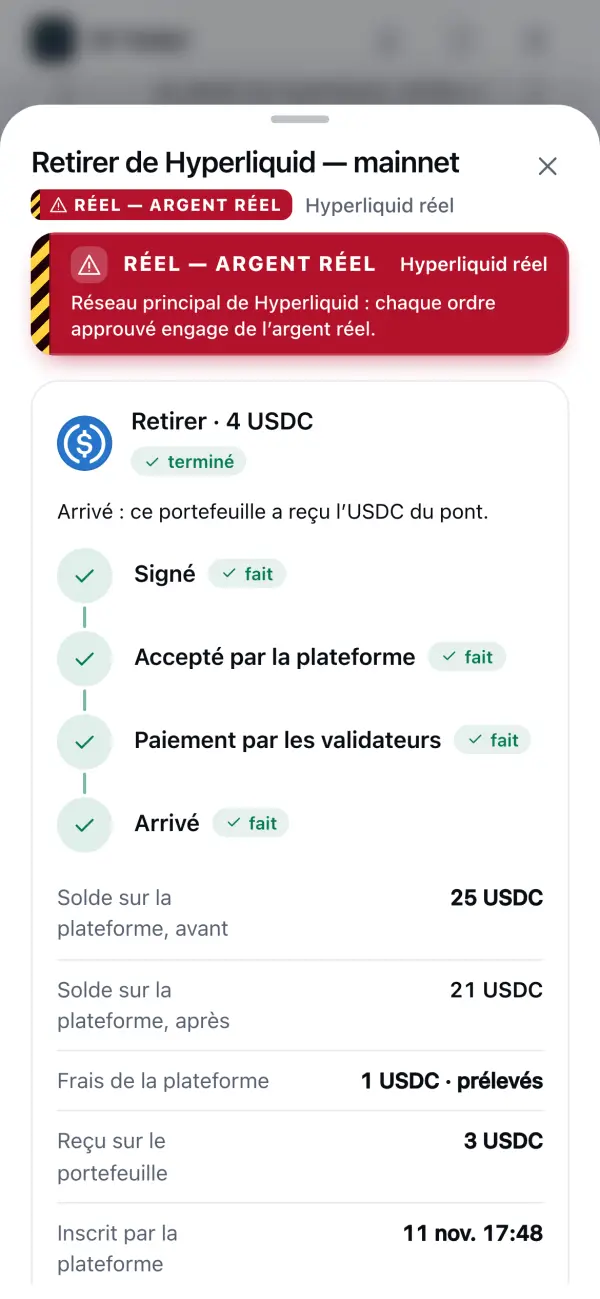 Retirer de Hyperliquid — mainnet
RÉEL — ARGENT RÉEL Hyperliquid réel
RÉEL — ARGENT RÉEL Hyperliquid réel
Réseau principal de Hyperliquid : chaque ordre
approuvé engage de l’argent réel.
Retirer · 4 USDC
terminé
Arrivé : ce portefeuille a reçu l’USDC du pont.
Signé fait
Accepté par la plateforme fait
Paiement par les validateurs fait
Arrivé fait
Solde sur la
plateforme, avant
25 USDC
Solde sur la
plateforme, après
21 USDC
Frais de la plateforme 1 USDC · prélevés
Reçu sur le
portefeuille
3 USDC
Inscrit par la
plateforme
11 nov. 17:48